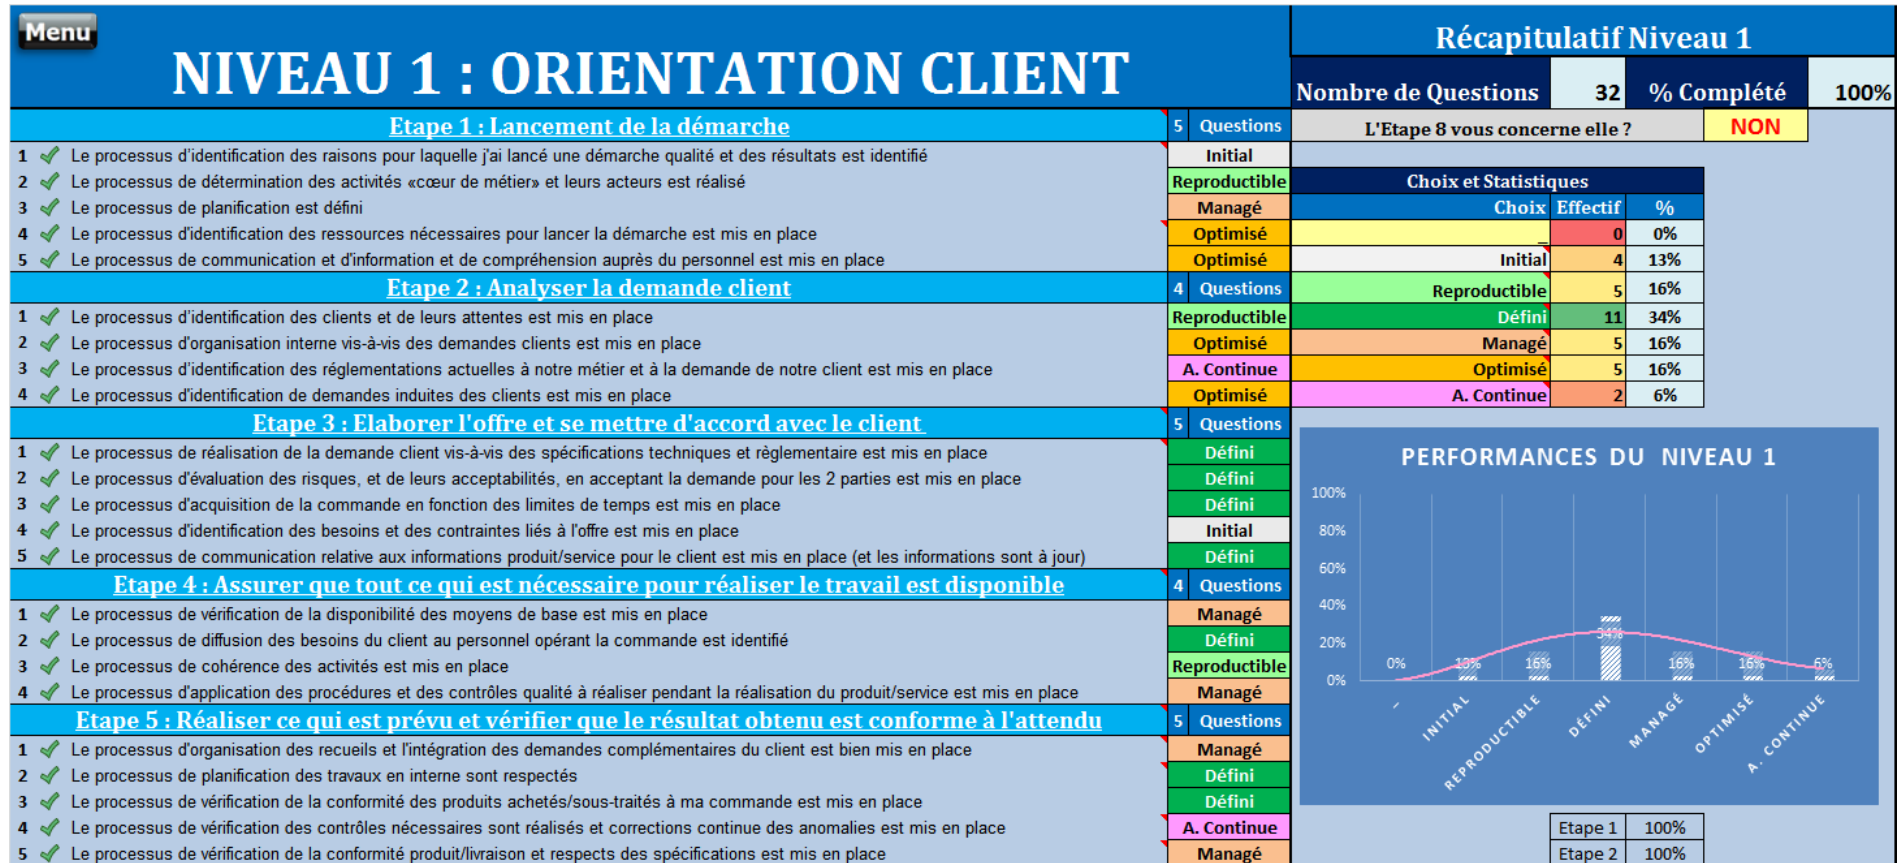 Menu
NIVEAU 1 : ORIENTATION CLIENT
Récapitulatif Niveau 1
Nombre de Questions 32 % Complété 100%
Etape 1 : Lancement de la démarche 5 Questions
L'Etape 8 vous concerne elle ? NON
1 Le processus d'identification des raisons pour laquelle j'ai lancé une démarche qualité et des résultats est identifié Initial
2 Le processus de détermination des activités «cœur de métier» et leurs acteurs est réalisé Reproductible
3 Le processus de planification est défini Managé
4 Le processus d'identification des ressources nécessaires pour lancer la démarche est mis en place Optimisé
5 Le processus de communication et d'information et de compréhension auprès du personnel est mis en place Optimisé
Etape 2 : Analyser la demande client 4 Questions
1 Le processus d'identification des clients et de leurs attentes est mis en place Reproductible
2 Le processus d'organisation interne vis-à-vis des demandes clients est mis en place Optimisé
3 Le processus d'identification des réglementations actuelles à notre métier et à la demande de notre client est mis en place A. Continue
4 Le processus d'identification de demandes induites des clients est mis en place Optimisé
Etape 3 : Elaborer l'offre et se mettre d'accord avec le client 5 Questions
1 Le processus de réalisation de la demande client vis-à-vis des spécifications techniques et règlementaire est mis en place Défini
2 Le processus d'évaluation des risques, et de leurs acceptabilités, en acceptant la demande pour les 2 parties est mis en place Défini
3 Le processus d'acquisition de la commande en fonction des limites de temps est mis en place Défini
4 Le processus d'identification des besoins et des contraintes liés à l'offre est mis en place Initial
5 Le processus de communication relative aux informations produit/service pour le client est mis en place (et les informations sont à jour) Défini
Etape 4 : Assurer que tout ce qui est nécessaire pour réaliser le travail est disponible 4 Questions
1 Le processus de vérification de la disponibilité des moyens de base est mis en place Managé
2 Le processus de diffusion des besoins du client au personnel opérant la commande est identifié Défini
3 Le processus de cohérence des activités est mis en place Reproductible
4 Le processus d'application des procédures et des contrôles qualité à réaliser pendant la réalisation du produit/service est mis en place Managé
Etape 5 : Réaliser ce qui est prévu et vérifier que le résultat obtenu est conforme à l'attendu 5 Questions
1 Le processus d'organisation des recueils et l'intégration des demandes complémentaires du client est bien mis en place Managé
2 Le processus de planification des travaux en interne sont respectés Défini
3 Le processus de vérification de la conformité des produits achetés/sous-traités à ma commande est mis en place Défini
4 Le processus de vérification des contrôles nécessaires sont réalisés et corrections continue des anomalies est mis en place A. Continue
5 Le processus de vérification de la conformité produit/livraison et respects des spécifications est mis en place Managé
Choix et Statistiques
Choix Effectif %
_ 0 0%
Initial 4 13%
Reproductible 5 16%
Défini 11 34%
Managé 5 16%
Optimisé 5 16%
A. Continue 2 6%
PERFORMANCES DU NIVEAU 1
100%
80%
60%
40%
20%
0%
0% 13% 16% 34% 16% 16% 6%
_ INITIAL REPRODUCTIBLE DÉFINI MANAGÉ OPTIMISÉ A. CONTINUE
Etape 1 100%
Etape 2 100%